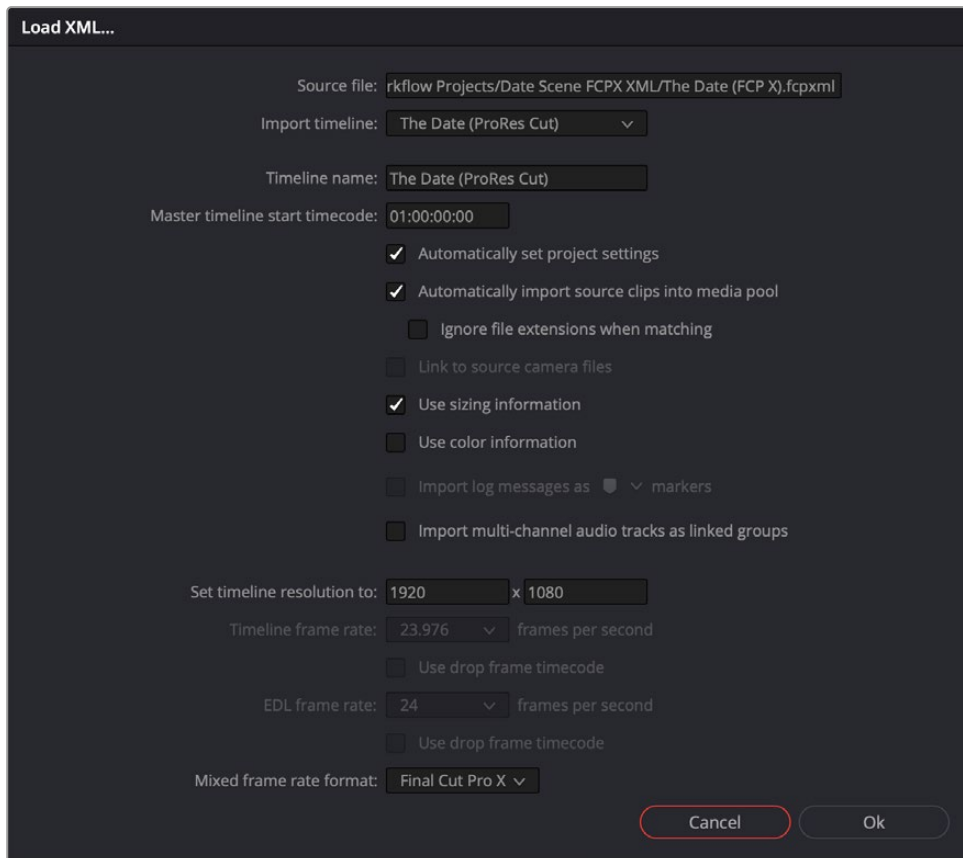 Load XML...
Source file: rkflow Projects/Date Scene FCPX XML/The Date (FCP X).fcpxml
Import timeline: The Date (ProRes Cut)
Timeline name: The Date (ProRes Cut)
Master timeline start timecode: 01:00:00:00
Automatically set project settings
Automatically import source clips into media pool
Ignore file extensions when matching
Link to source camera files
Use sizing information
Use color information
Import log messages as markers
Import multi-channel audio tracks as linked groups
Set timeline resolution to: 1920 x 1080
Timeline frame rate: 23.976 frames per second
Use drop frame timecode
EDL frame rate: 24 frames per second
Use drop frame timecode
Mixed frame rate format: Final Cut Pro X
Cancel Ok